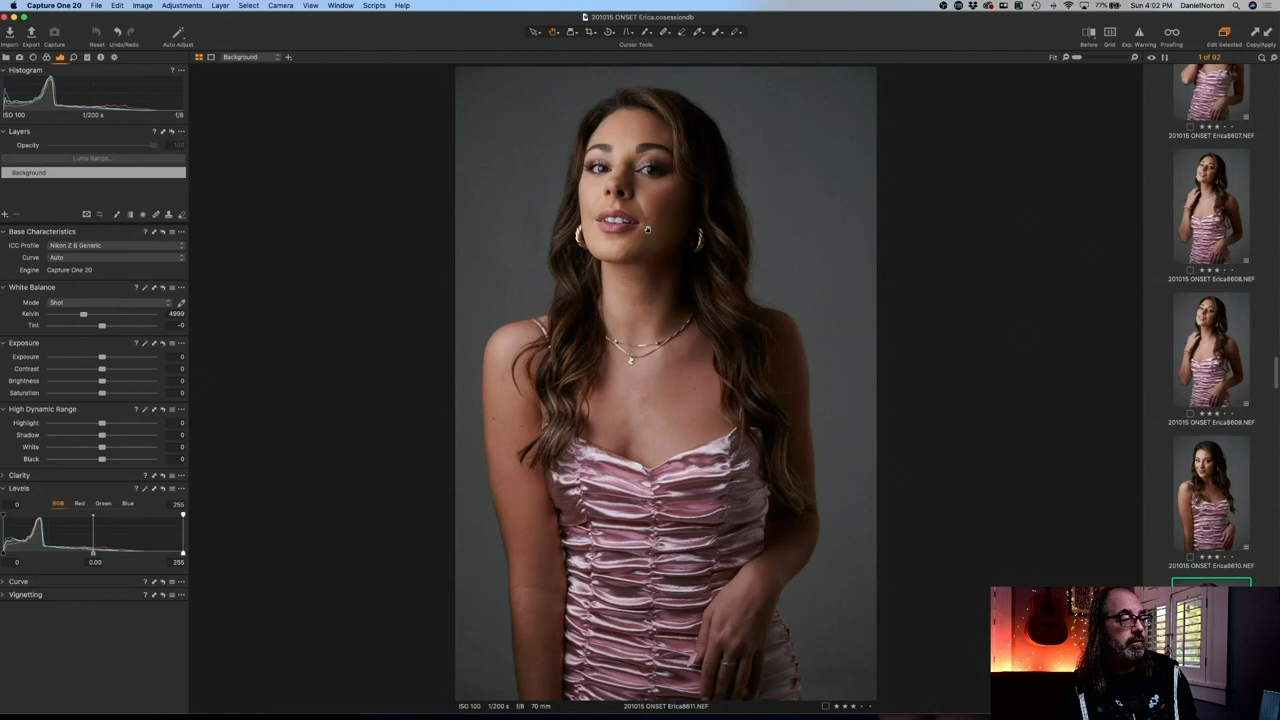 Capture One 20 File Edit View Image Adjustments Layer Select Camera View Window Scripts Help
77% Sun 4:02 PM DanielNorton
201015 ONSET Erica.cosessiondb
Import Export Capture Reset Undo/Redo Auto Adjust Cursor Tools Before Grid Exp. Warning Proofing Edit Selected Copy/Apply
Background Fit 1 of 92
Histogram
ISO 100 1/200 s f/8
Layers
Opacity 100
Luma Range...
Background
Base Characteristics
ICC Profile Nikon Z 6 Generic
Curve Auto
Engine Capture One 20
White Balance
Mode Shot
Kelvin 4999
Tint -0
Exposure
Exposure 0
Contrast 0
Brightness 0
Saturation 0
High Dynamic Range
Highlight 0
Shadow 0
White 0
Black 0
Clarity
Levels
0 RGB Red Green Blue 255
0 0.00 255
Curve
Vignetting
ISO 100 1/200 s f/8 70 mm 201015 ONSET Erica8611.NEF
201015 ONSET Erica8607.NEF
201015 ONSET Erica8608.NEF
201015 ONSET Erica8609.NEF
201015 ONSET Erica8610.NEF